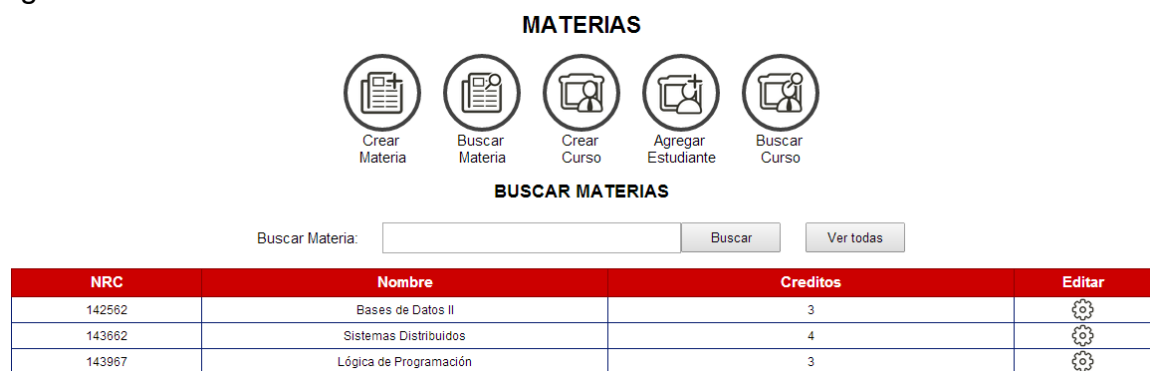 MATERIAS
Crear Materia
Buscar Materia
Crear Curso
Agregar Estudiante
Buscar Curso
BUSCAR MATERIAS
Buscar Materia: Buscar Ver todas
NRC Nombre Creditos Editar
142562 Bases de Datos II 3
143662 Sistemas Distribuidos 4
143967 Lógica de Programación 3